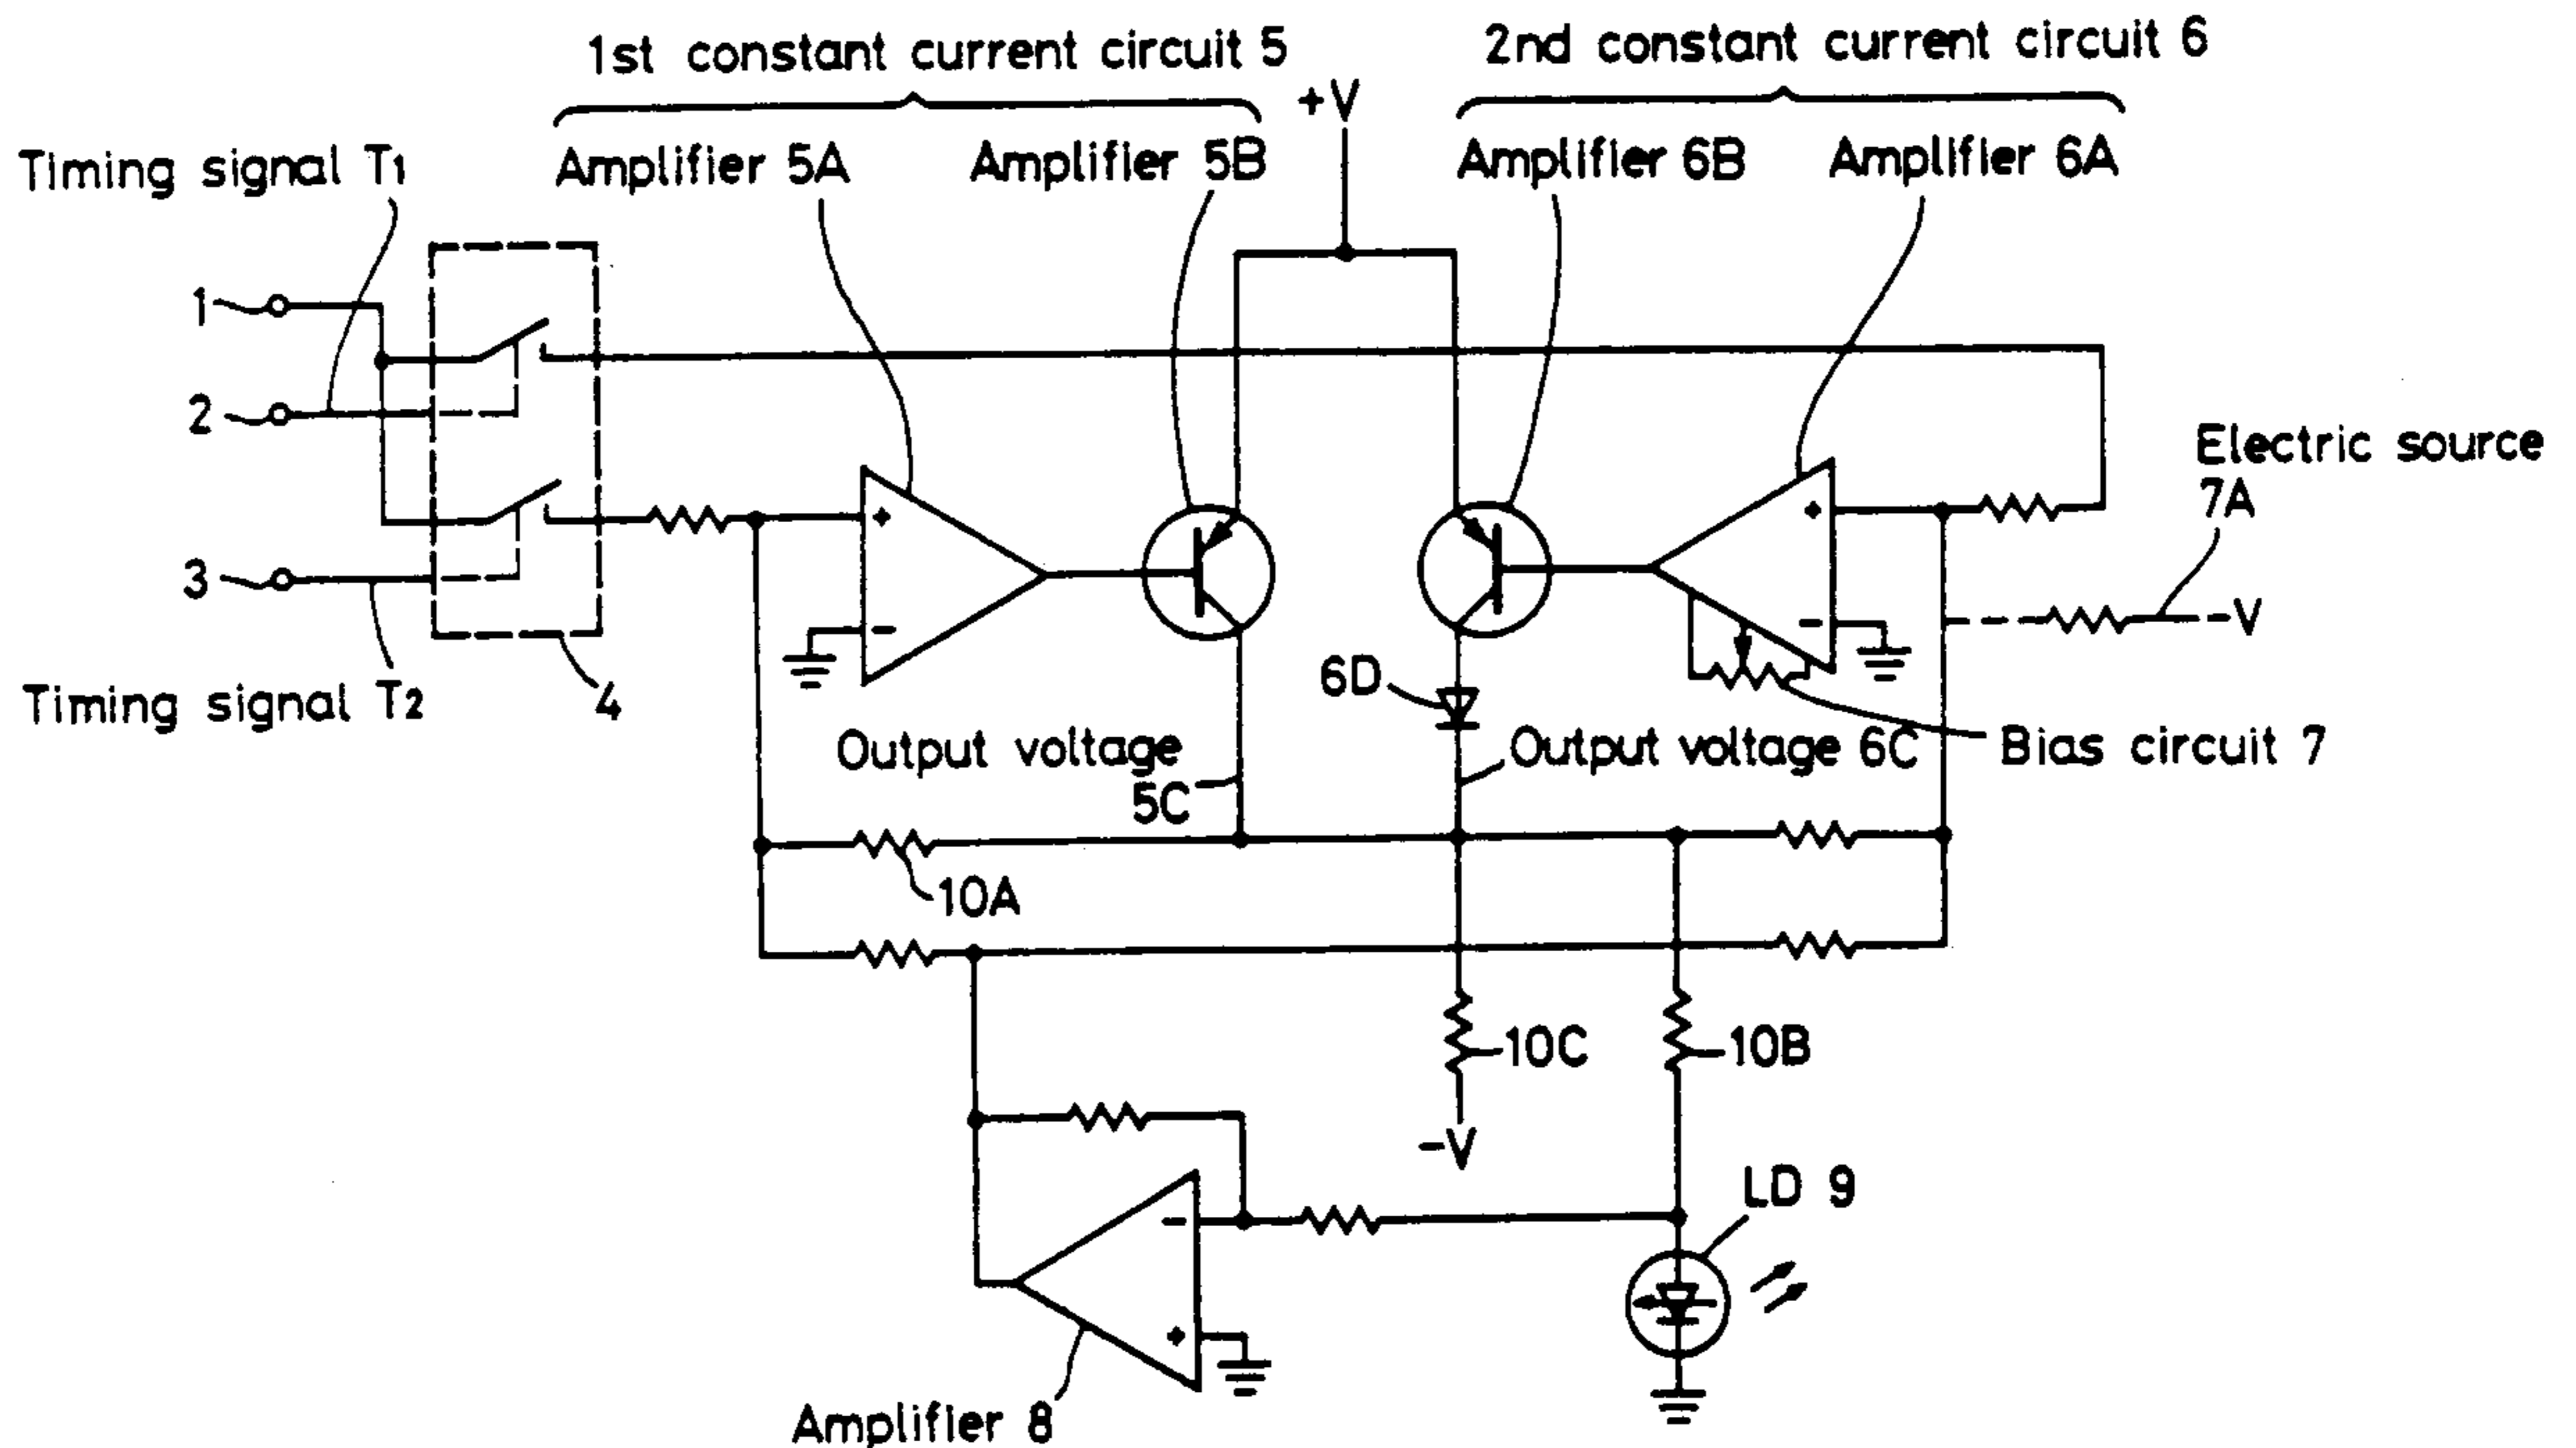 1st constant current circuit 5
2nd constant current circuit 6
+V
Timing signal T1
Amplifier 5A
Amplifier 5B
Amplifier 6B
Amplifier 6A
1
2
3
4
Electric source
7A
+
-
+
-
-V
Timing signal T2
6D
Output voltage
5C
Output voltage 6C
Bias circuit 7
10A
10C
10B
-V
LD 9
-
+
Amplifier 8